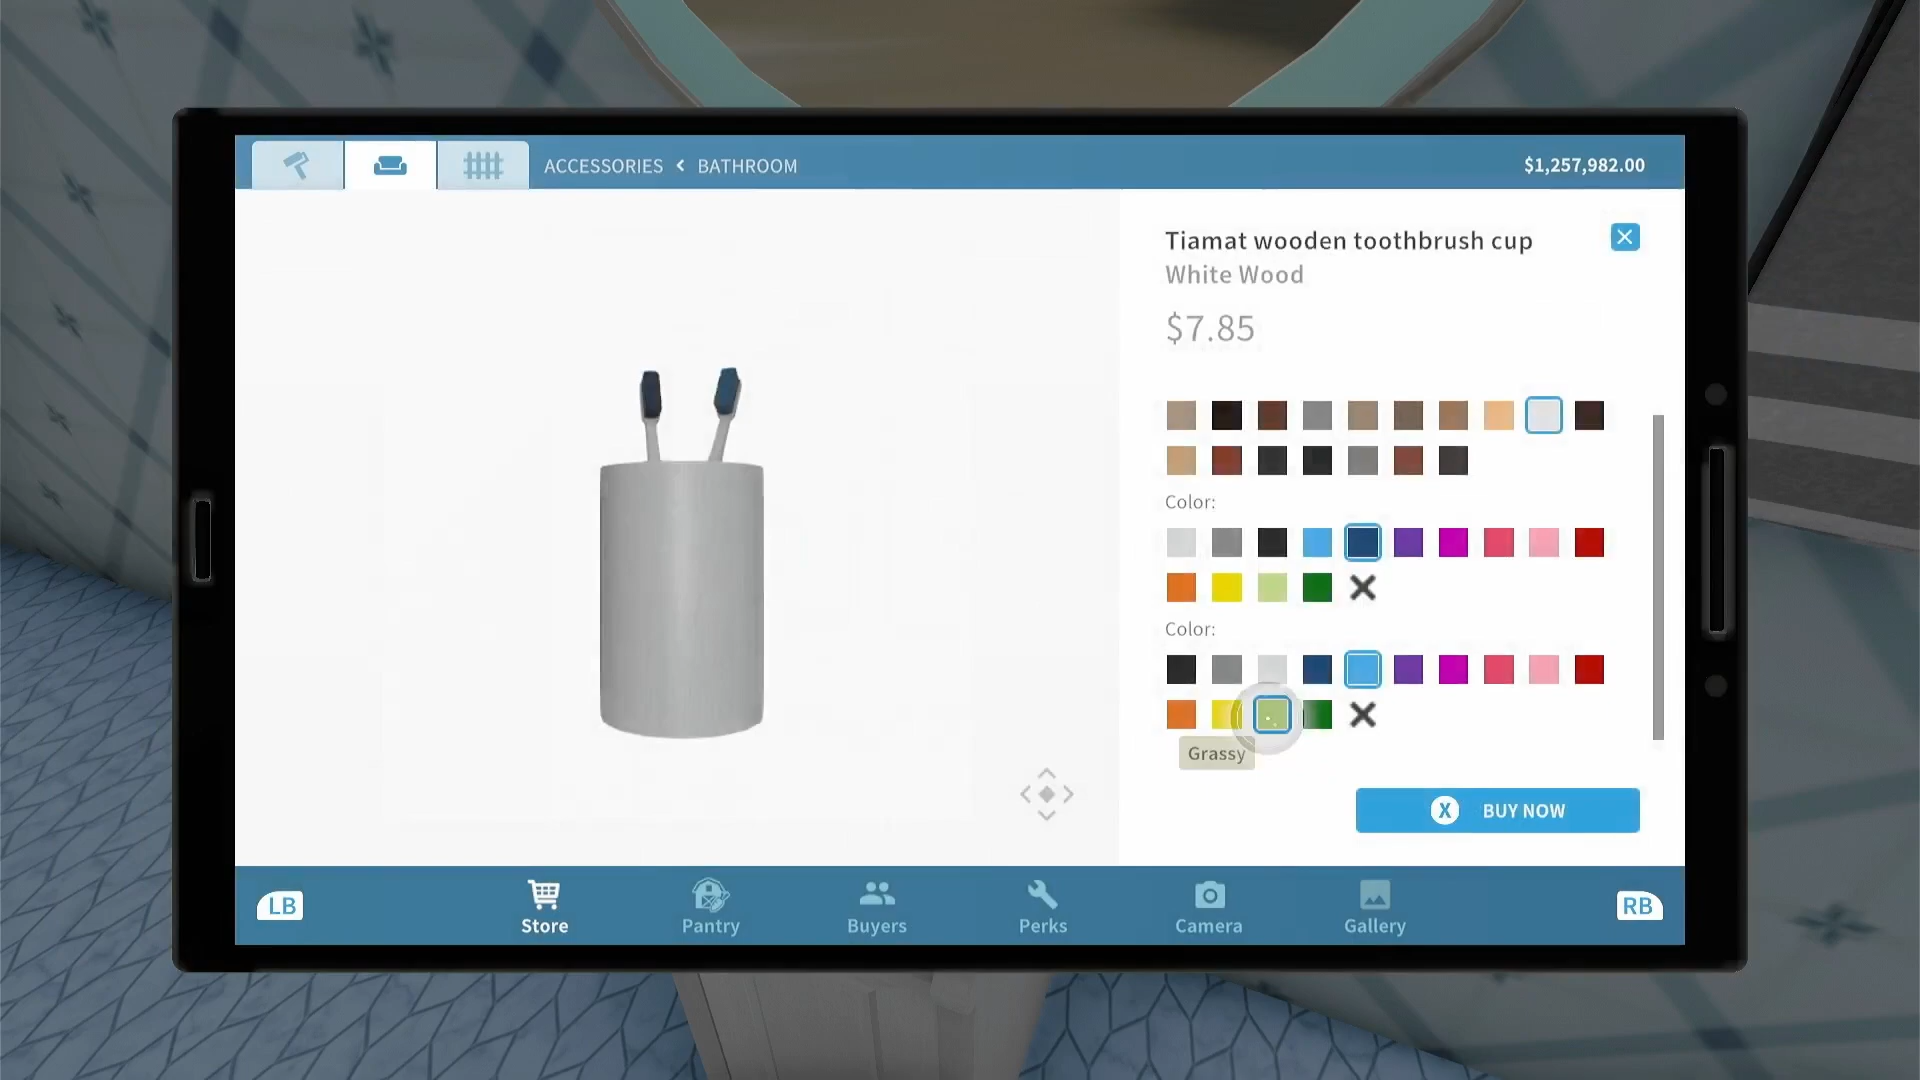 ACCESSORIES < BATHROOM
$1,257,982.00
Tiamat wooden toothbrush cup
White Wood
$7.85
Color:
Color:
Grassy
X BUY NOW
LB
Store
Pantry
Buyers
Perks
Camera
Gallery
RB